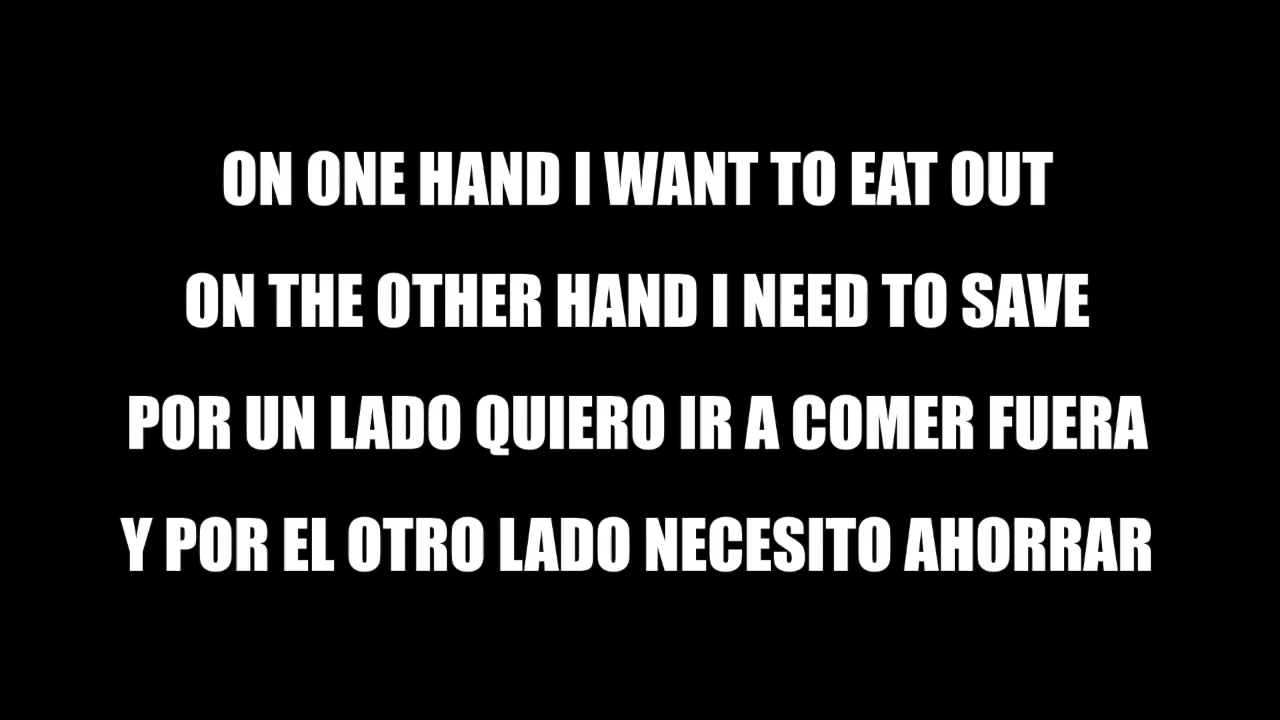 ON ONE HAND I WANT TO EAT OUT
ON THE OTHER HAND I NEED TO SAVE
POR UN LADO QUIERO IR A COMER FUERA
Y POR EL OTRO LADO NECESITO AHORRAR